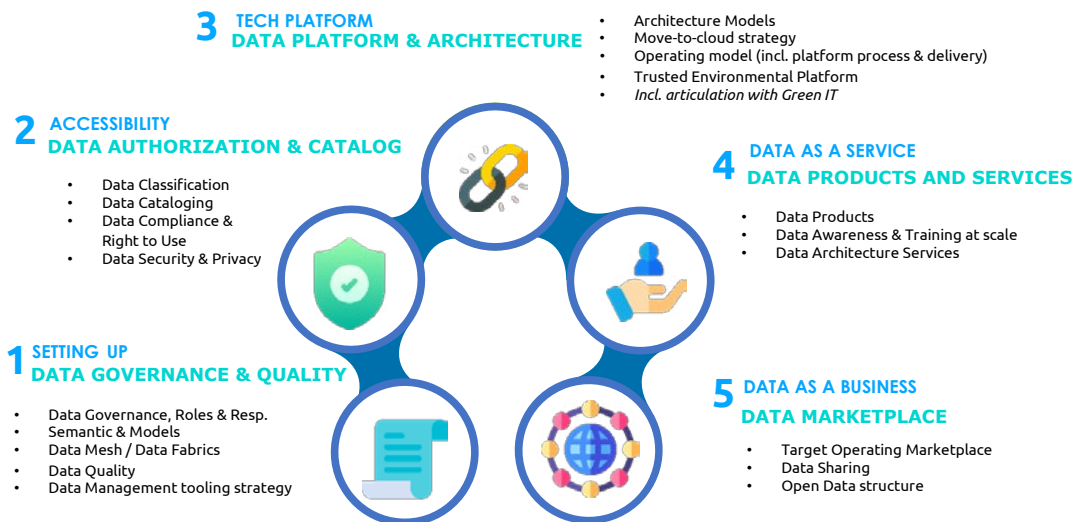 3 TECH PLATFORM
DATA PLATFORM & ARCHITECTURE
• Architecture Models
• Move-to-cloud strategy
• Operating model (incl. platform process & delivery)
• Trusted Environmental Platform
• Incl. articulation with Green IT
2 ACCESSIBILITY
DATA AUTHORIZATION & CATALOG
• Data Classification
• Data Cataloging
• Data Compliance &
Right to Use
• Data Security & Privacy
4 DATA AS A SERVICE
DATA PRODUCTS AND SERVICES
• Data Products
• Data Awareness & Training at scale
• Data Architecture Services
1 SETTING UP
DATA GOVERNANCE & QUALITY
• Data Governance, Roles & Resp.
• Semantic & Models
• Data Mesh / Data Fabrics
• Data Quality
• Data Management tooling strategy
5 DATA AS A BUSINESS
DATA MARKETPLACE
• Target Operating Marketplace
• Data Sharing
• Open Data structure